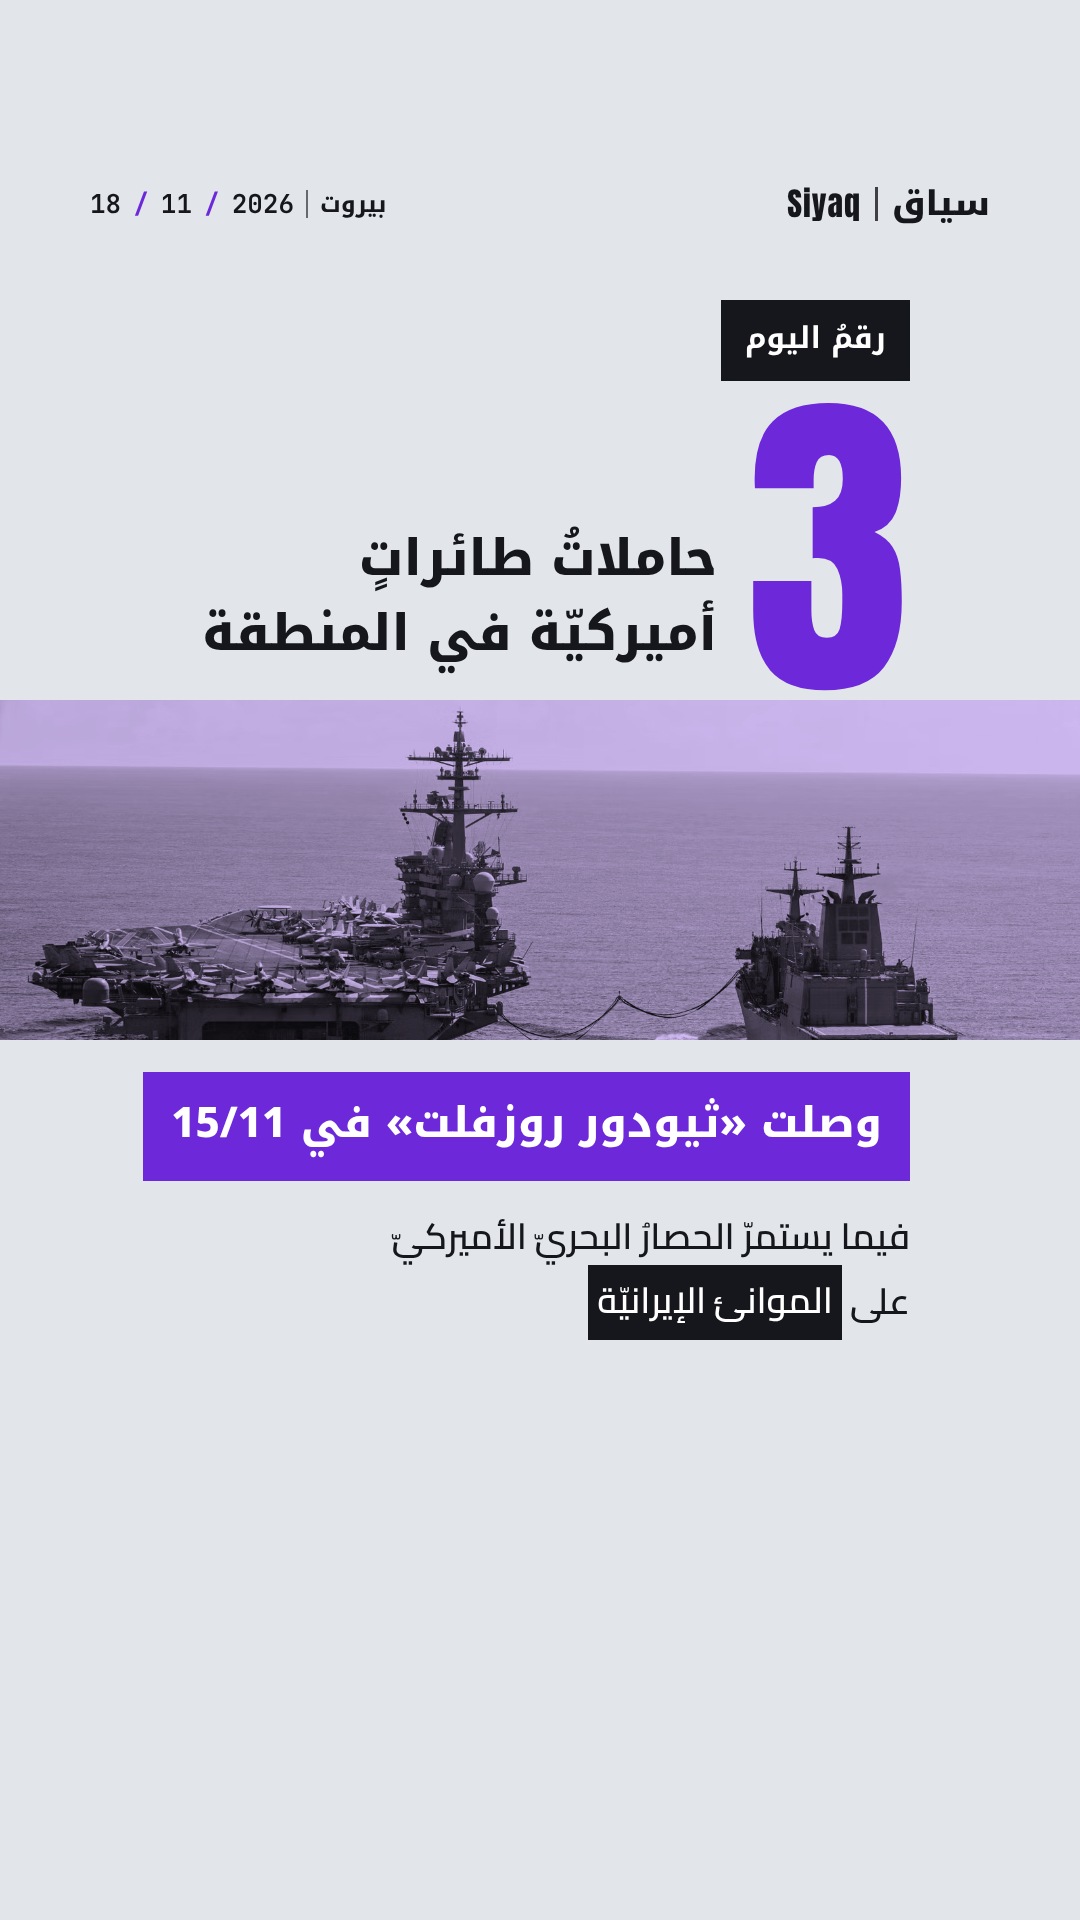 سياق | Siyaq
بيروت | 18 / 11 / 2026
رقمُ اليوم
3
حاملاتُ طائراتٍ
أميركيّة في المنطقة
وصلت «ثيودور روزفلت» في 15/11
فيما يستمرّ الحصارُ البحريّ الأميركيّ
على الموانئ الإيرانيّة